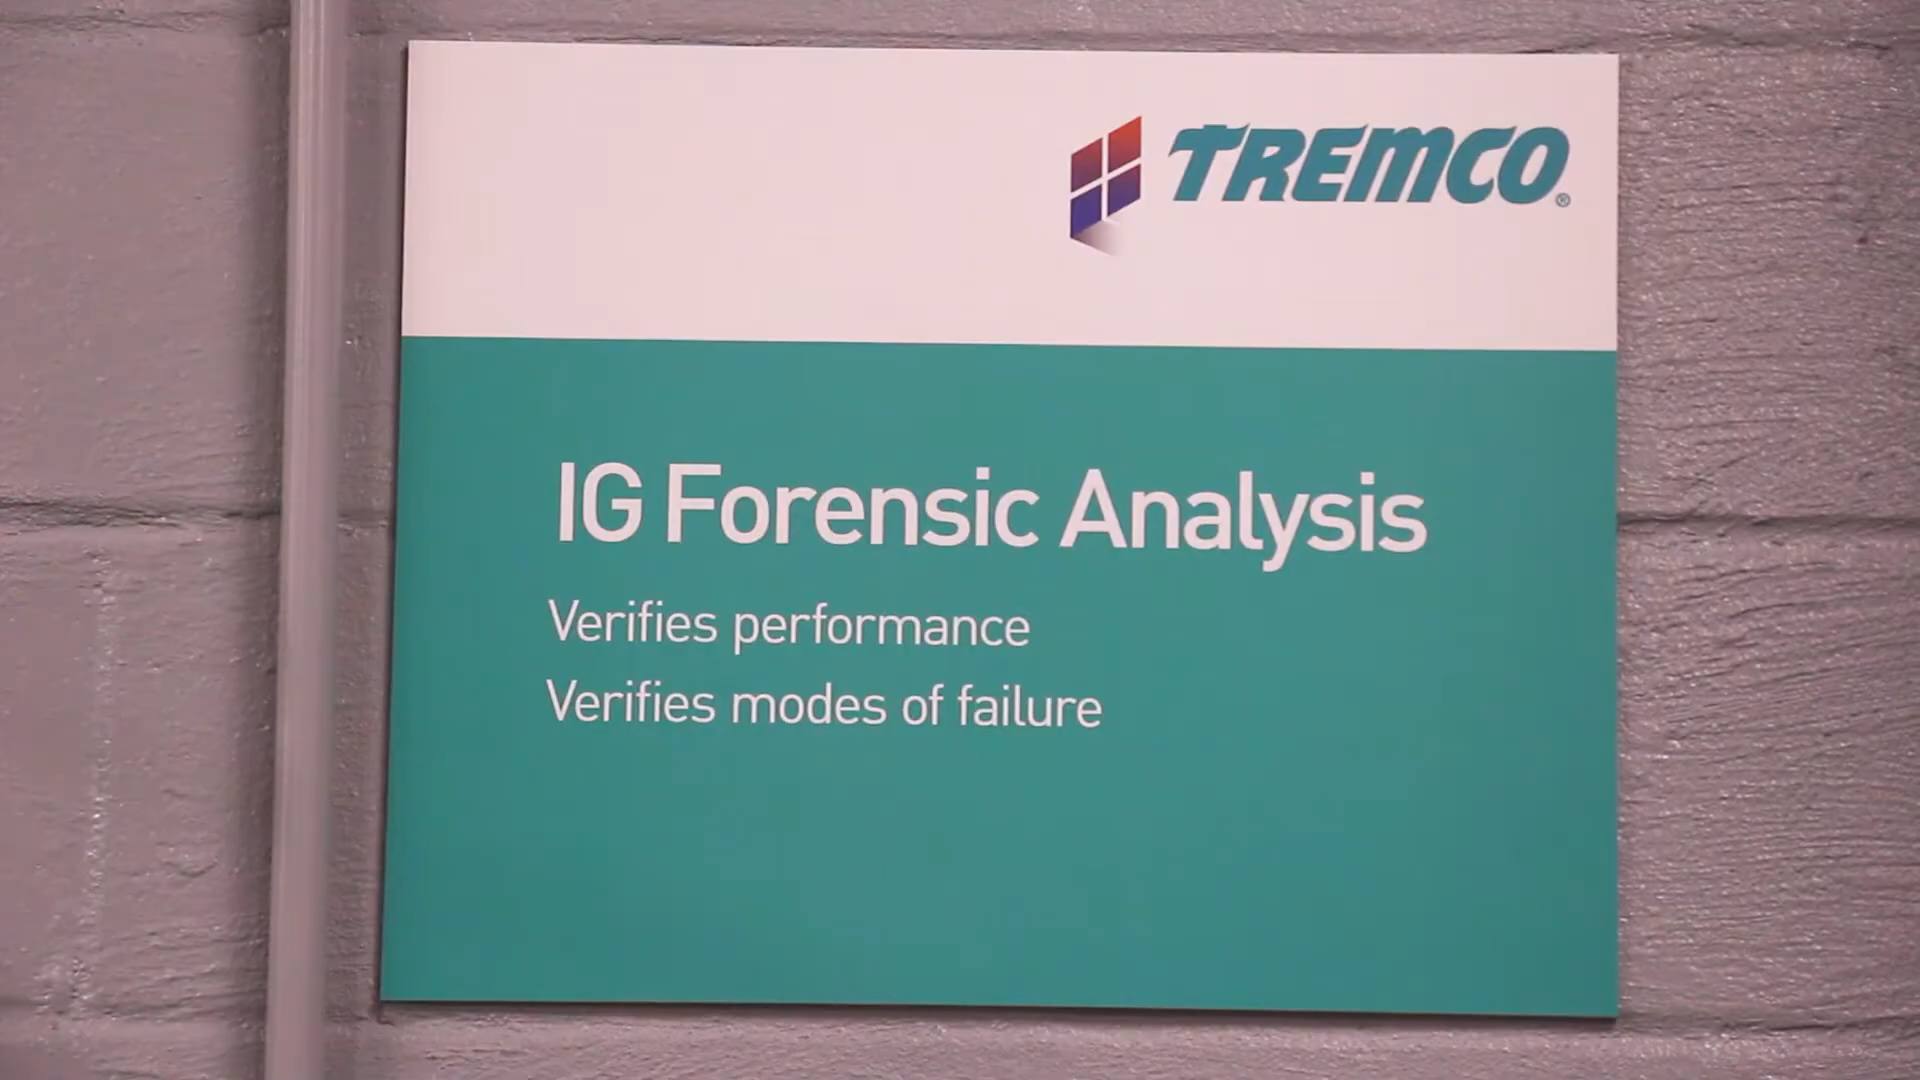 TREMCO®
IG Forensic Analysis
Verifies performance
Verifies modes of failure